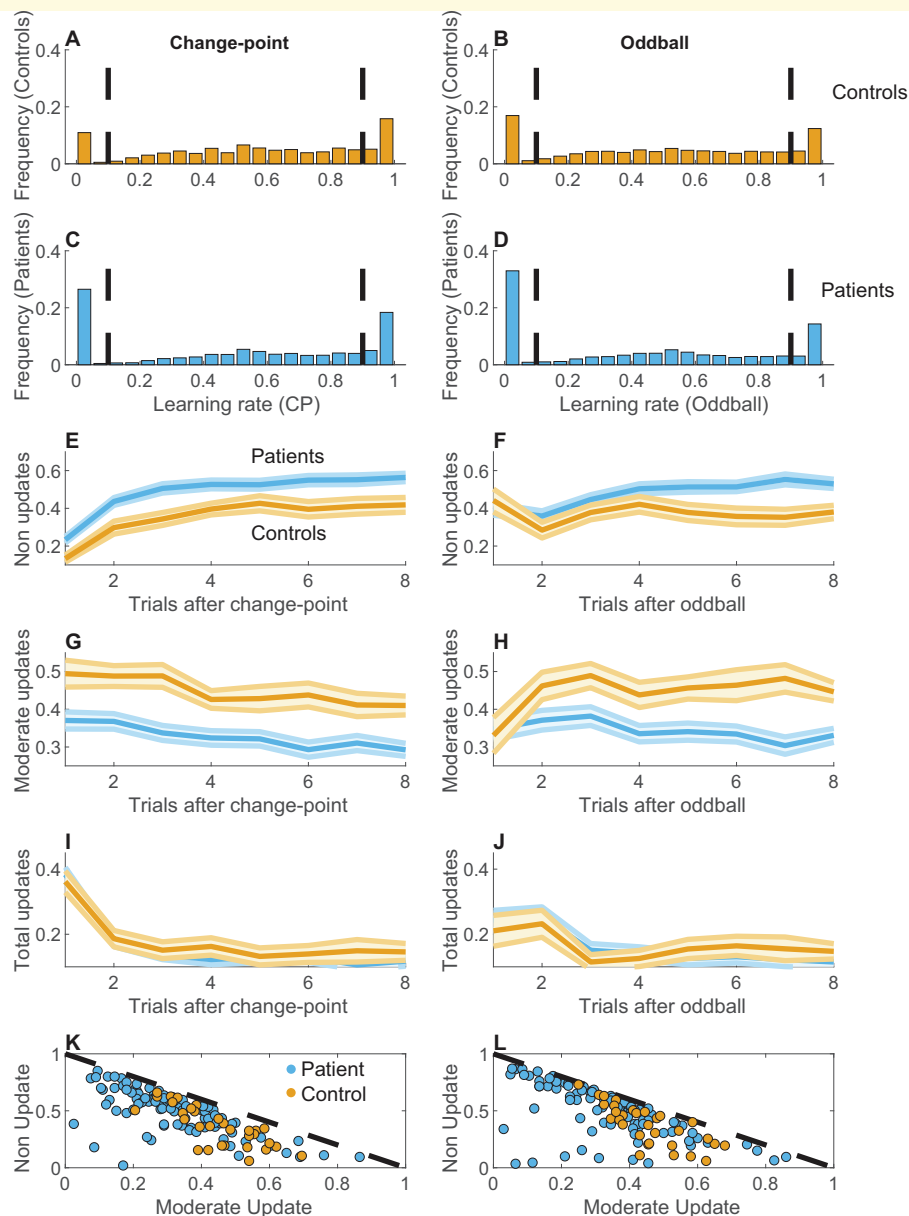 A
Change-point
B
Oddball
Frequency (Controls)
0.4
0.2
0
0 0.2 0.4 0.6 0.8 1
Frequency (Controls)
0.4
0.2
0
0 0.2 0.4 0.6 0.8 1
Controls
C
Frequency (Patients)
0.4
0.2
0
0 0.2 0.4 0.6 0.8 1
Learning rate (CP)
D
Frequency (Patients)
0.4
0.2
0
0 0.2 0.4 0.6 0.8 1
Learning rate (Oddball)
Patients
E
Non updates
0.6
0.4
0.2
Patients
Controls
2 4 6 8
Trials after change-point
F
Non updates
0.6
0.4
0.2
2 4 6 8
Trials after oddball
G
Moderate updates
0.5
0.4
0.3
2 4 6 8
Trials after change-point
H
Moderate updates
0.5
0.4
0.3
2 4 6 8
Trials after oddball
I
Total updates
0.4
0.2
2 4 6 8
Trials after change-point
J
Total updates
0.4
0.2
2 4 6 8
Trials after oddball
K
Non Update
1
0.5
0
Patient
Control
0 0.2 0.4 0.6 0.8 1
Moderate Update
L
Non Update
1
0.5
0
0 0.2 0.4 0.6 0.8 1
Moderate Update